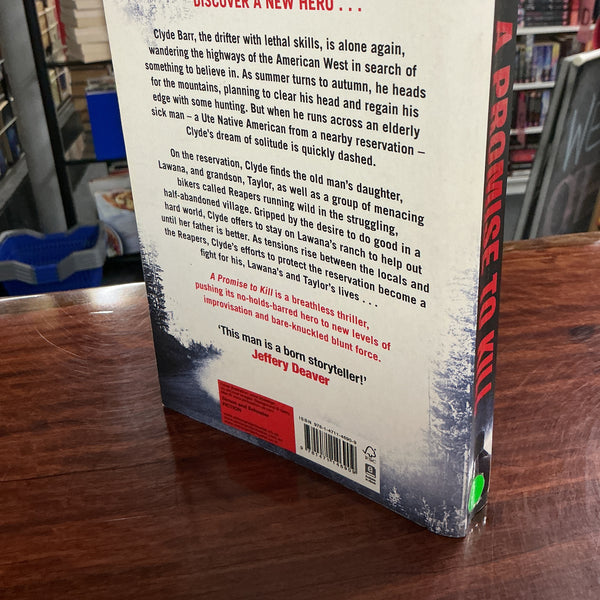 DISCOVER A NEW HERO . . .
Clyde Barr, the drifter with lethal skills, is alone again,
wandering the highways of the American West in search of
something to believe in. As summer turns to autumn, he heads
for the mountains, planning to clear his head and regain his
edge with some hunting. But when he runs across an elderly
sick man – a Ute Native American from a nearby reservation –
Clyde's dream of solitude is quickly dashed.
On the reservation, Clyde finds the old man's daughter,
Lawana, and grandson, Taylor, as well as a group of menacing
bikers called Reapers running wild in the struggling,
half-abandoned village. Gripped by the desire to do good in a
hard world, Clyde offers to stay on Lawana's ranch to help out
until her father is better. As tensions rise between the locals and
the Reapers, Clyde's efforts to protect the reservation become a
fight for his, Lawana's and Taylor's lives . . .
A Promise to Kill is a breathless thriller,
pushing its no-holds-barred hero to new levels of
improvisation and bare-knuckled blunt force.
'This man is a born storyteller!'
Jeffery Deaver
FICTION
A PROMISE TO KILL